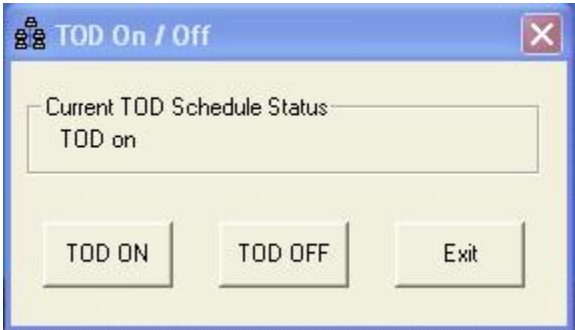 TOD On / Off
Current TOD Schedule Status
TOD on
TOD ON
TOD OFF
Exit